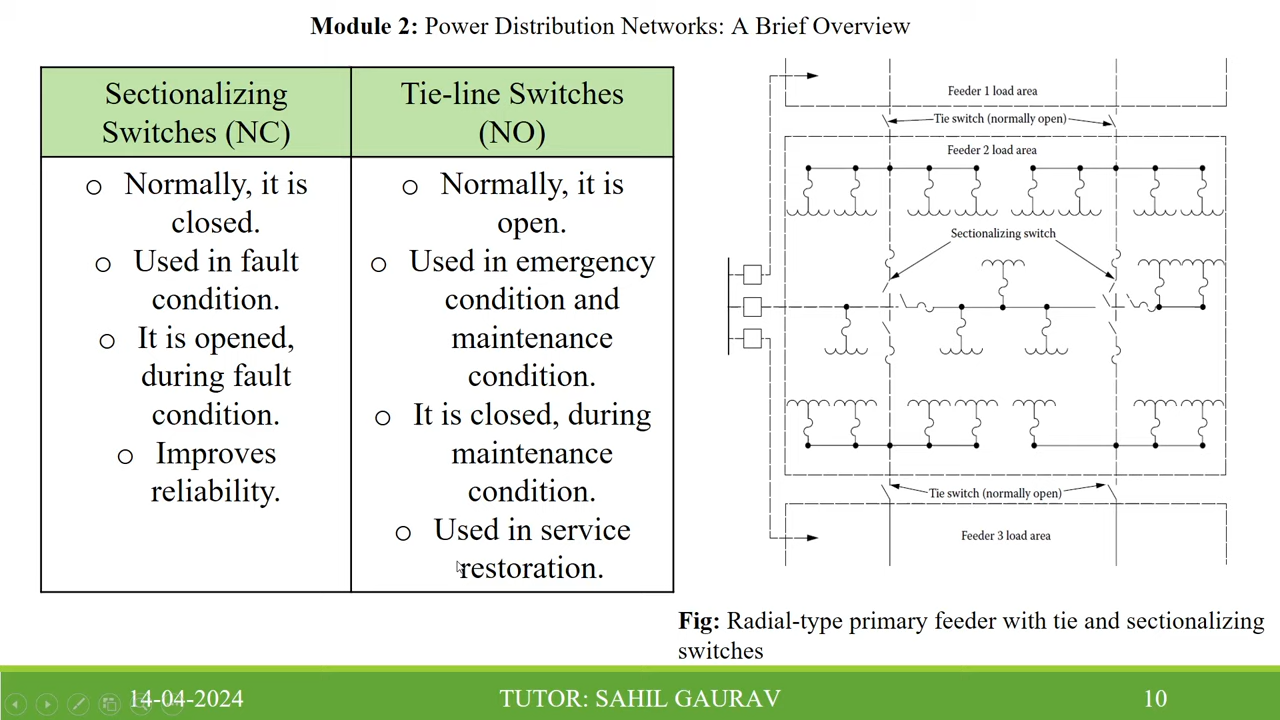 Module 2: Power Distribution Networks: A Brief Overview
Sectionalizing
Switches (NC)
Tie-line Switches
(NO)
o Normally, it is
closed.
o Used in fault
condition.
o It is opened,
during fault
condition.
o Improves
reliability.
o Normally, it is
open.
o Used in emergency
condition and
maintenance
condition.
o It is closed, during
maintenance
condition.
o Used in service
restoration.
Feeder 1 load area
Tie switch (normally open)
Feeder 2 load area
Sectionalizing switch
Tie switch (normally open)
Feeder 3 load area
Fig: Radial-type primary feeder with tie and sectionalizing
switches
14-04-2024
TUTOR: SAHIL GAURAV
10